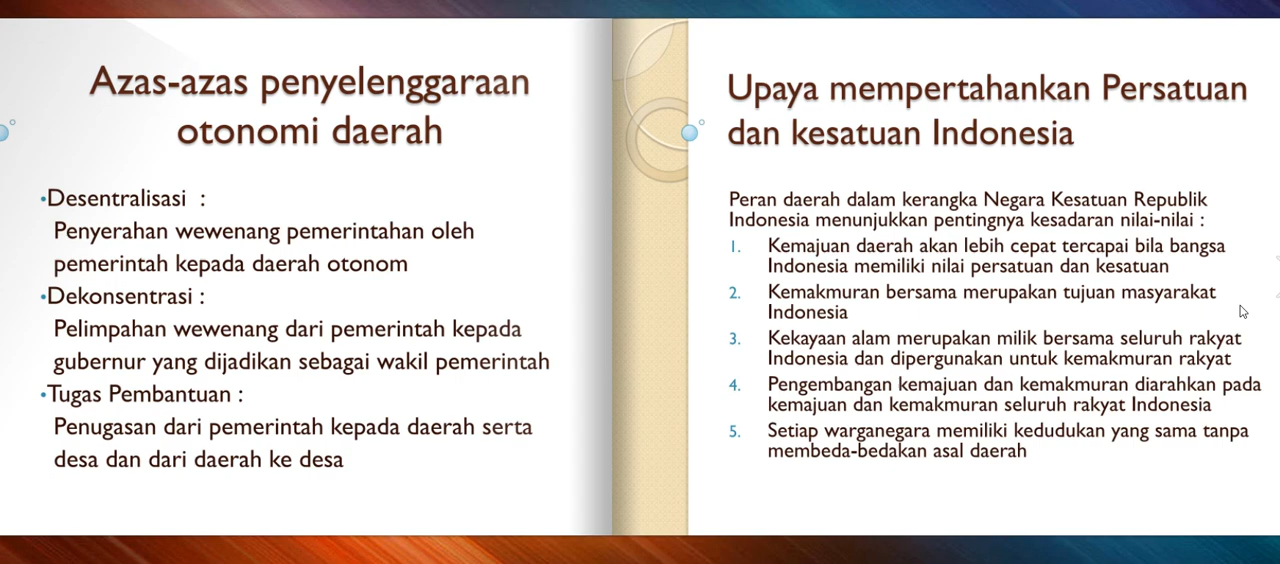 Azas-azas penyelenggaraan
otonomi daerah
•Desentralisasi :
Penyerahan wewenang pemerintahan oleh
pemerintah kepada daerah otonom
•Dekonsentrasi :
Pelimpahan wewenang dari pemerintah kepada
gubernur yang dijadikan sebagai wakil pemerintah
•Tugas Pembantuan :
Penugasan dari pemerintah kepada daerah serta
desa dan dari daerah ke desa
Upaya mempertahankan Persatuan
dan kesatuan Indonesia
Peran daerah dalam kerangka Negara Kesatuan Republik
Indonesia menunjukkan pentingnya kesadaran nilai-nilai :
1. Kemajuan daerah akan lebih cepat tercapai bila bangsa
Indonesia memiliki nilai persatuan dan kesatuan
2. Kemakmuran bersama merupakan tujuan masyarakat
Indonesia
3. Kekayaan alam merupakan milik bersama seluruh rakyat
Indonesia dan dipergunakan untuk kemakmuran rakyat
4. Pengembangan kemajuan dan kemakmuran diarahkan pada
kemajuan dan kemakmuran seluruh rakyat Indonesia
5. Setiap warganegara memiliki kedudukan yang sama tanpa
membeda-bedakan asal daerah